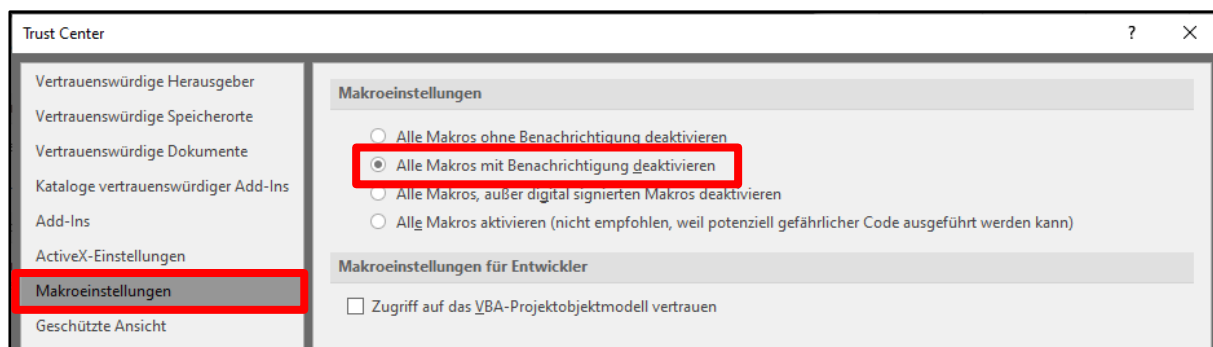 Trust Center
?
Vertrauenswürdige Herausgeber
Vertrauenswürdige Speicherorte
Vertrauenswürdige Dokumente
Kataloge vertrauenswürdiger Add-Ins
Add-Ins
ActiveX-Einstellungen
Makroeinstellungen
Geschützte Ansicht
Makroeinstellungen
Alle Makros ohne Benachrichtigung deaktivieren
Alle Makros mit Benachrichtigung deaktivieren
Alle Makros, außer digital signierten Makros deaktivieren
Alle Makros aktivieren (nicht empfohlen, weil potenziell gefährlicher Code ausgeführt werden kann)
Makroeinstellungen für Entwickler
Zugriff auf das VBA-Projektobjektmodell vertrauen